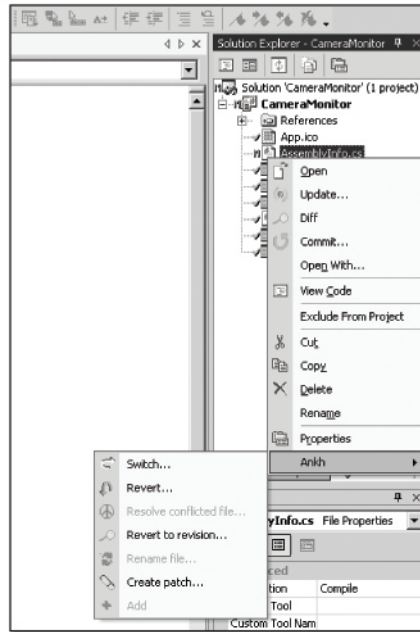 Solution Explorer - CameraMonitor
Solution 'CameraMonitor' (1 project)
CameraMonitor
References
App.ico
AssemblyInfo.cs
Open
Update...
Diff
Commit...
Open With...
View Code
Exclude From Project
Cut
Copy
Delete
Rename
Properties
Ankh
Switch...
Revert...
Resolve conflicted file...
Revert to revision...
Rename file...
Create patch...
Add
yInfo.cs File Properties
ced
tion Compile
Tool
Custom Tool Nam